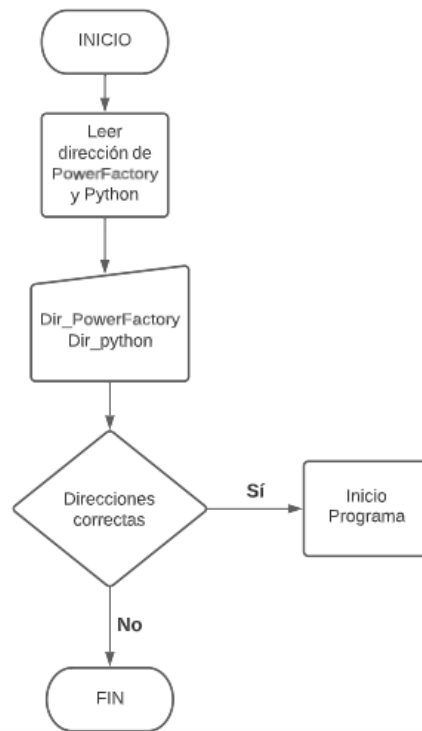 INICIO
Leer
dirección de
PowerFactory
y Python
Dir_PowerFactory
Dir_python
Direcciones
correctas
Sí
Inicio
Programa
No
FIN